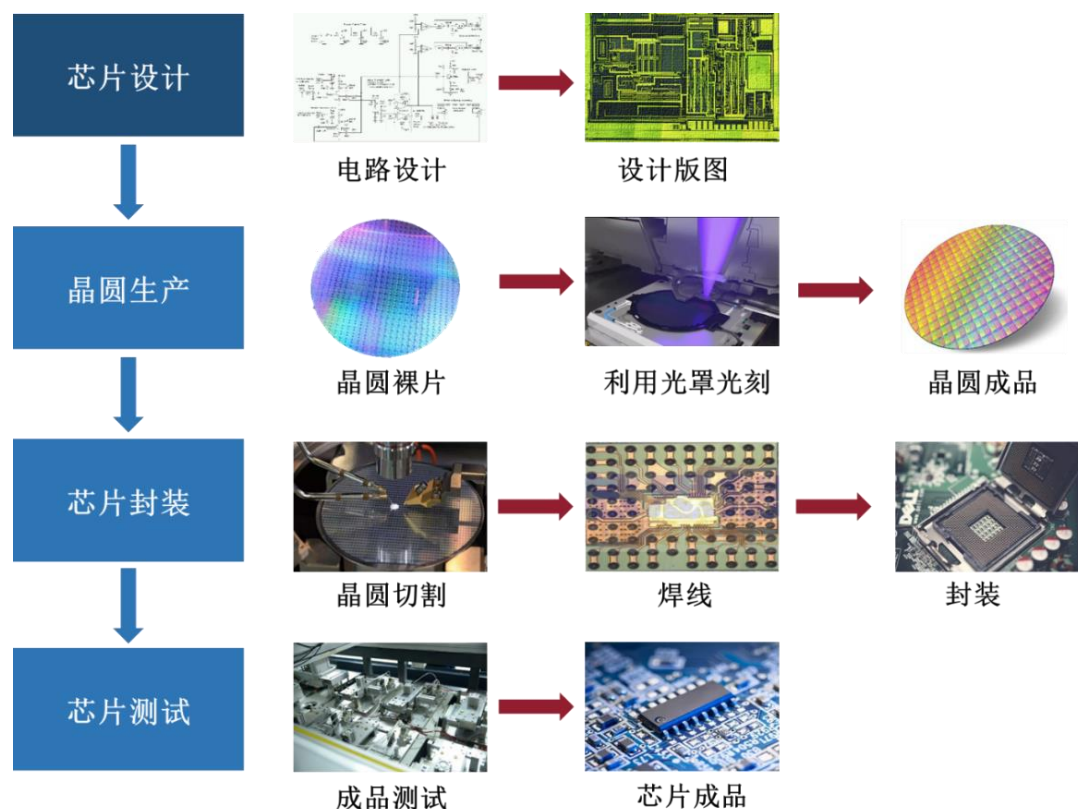 芯片设计
电路设计
设计版图
晶圆生产
晶圆裸片
利用光罩光刻
晶圆成品
芯片封装
晶圆切割
焊线
封装
芯片测试
成品测试
芯片成品